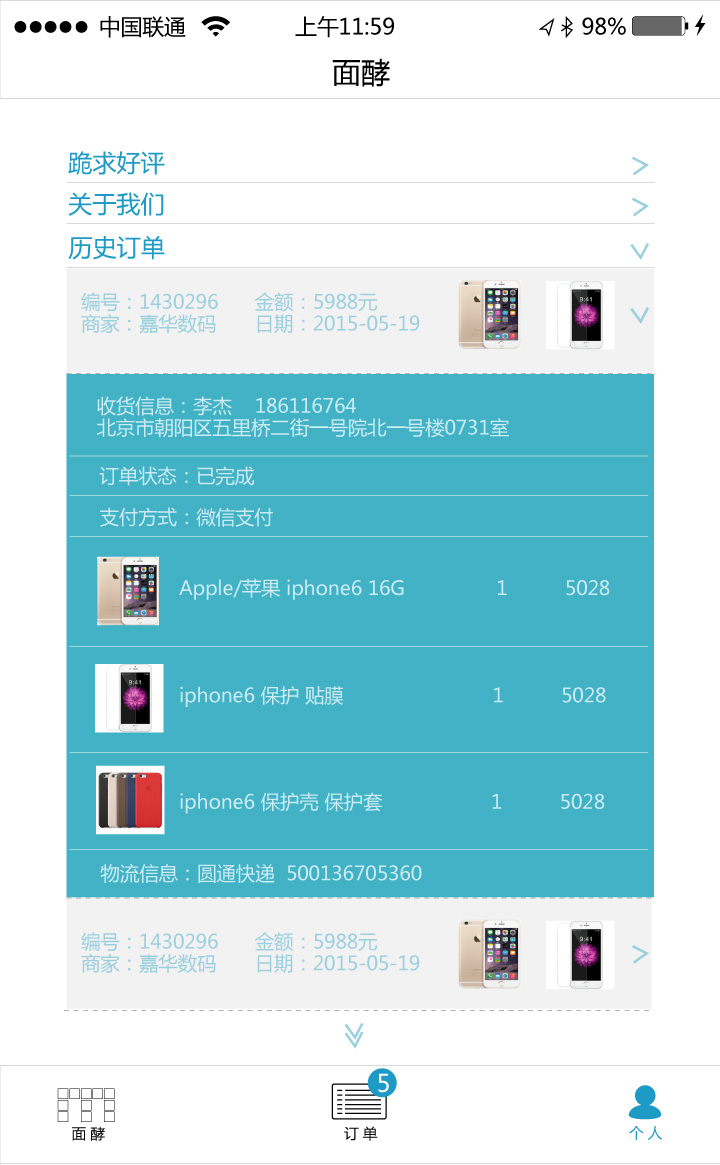 中国联通 上午11:59 98%
面酵
跪求好评 >
关于我们 >
历史订单
编号：1430296 金额：5988元
商家：嘉华数码 日期：2015-05-19
收货信息：李杰 186116764
北京市朝阳区五里桥二街一号院北一号楼0731室
订单状态：已完成
支付方式：微信支付
Apple/苹果 iphone6 16G 1 5028
9:41
iphone6 保护 贴膜 1 5028
iphone6 保护壳 保护套 1 5028
物流信息：圆通快递 500136705360
编号：1430296 金额：5988元
商家：嘉华数码 日期：2015-05-19 >
5
面酵 订单 个人